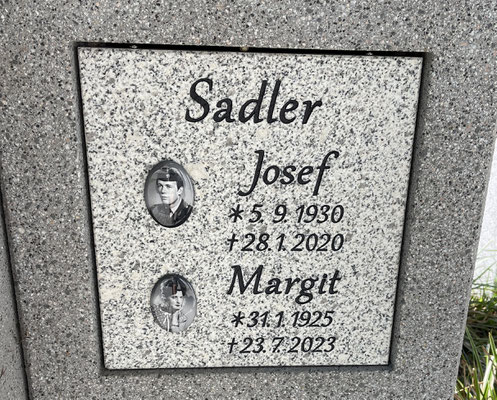 Sadler
Josef
*5.9.1930
†28.1.2020
Margit
*31.1.1925
†23.7.2023